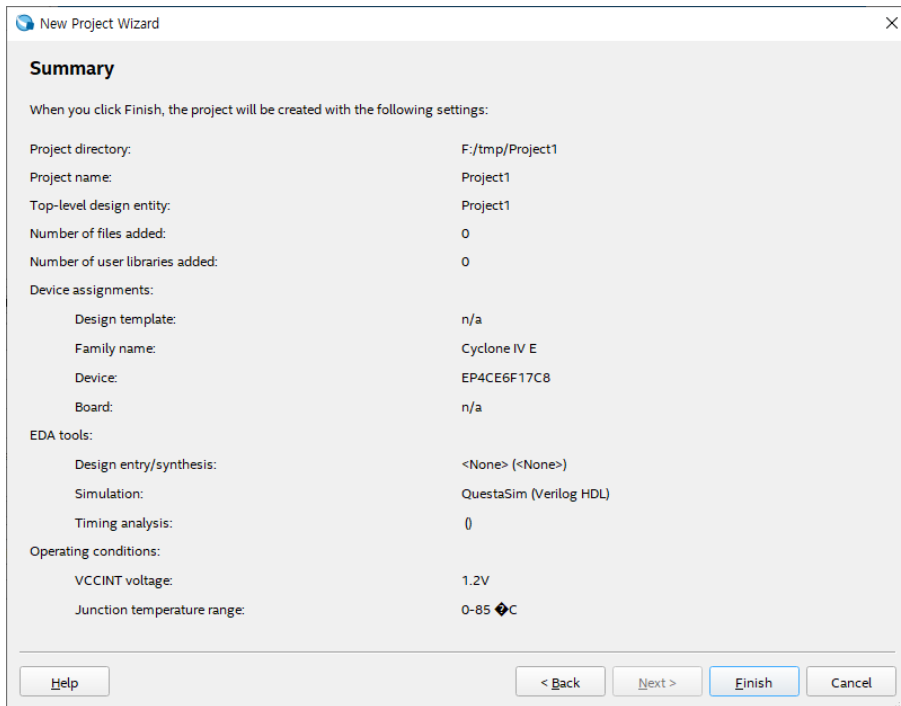 New Project Wizard
Summary
When you click Finish, the project will be created with the following settings:
Project directory: F:/tmp/Project1
Project name: Project1
Top-level design entity: Project1
Number of files added: 0
Number of user libraries added: 0
Device assignments:
Design template: n/a
Family name: Cyclone IV E
Device: EP4CE6F17C8
Board: n/a
EDA tools:
Design entry/synthesis: <None> (<None>)
Simulation: QuestaSim (Verilog HDL)
Timing analysis: ()
Operating conditions:
VCCINT voltage: 1.2V
Junction temperature range: 0-85 �C
Help < Back Next > Finish Cancel